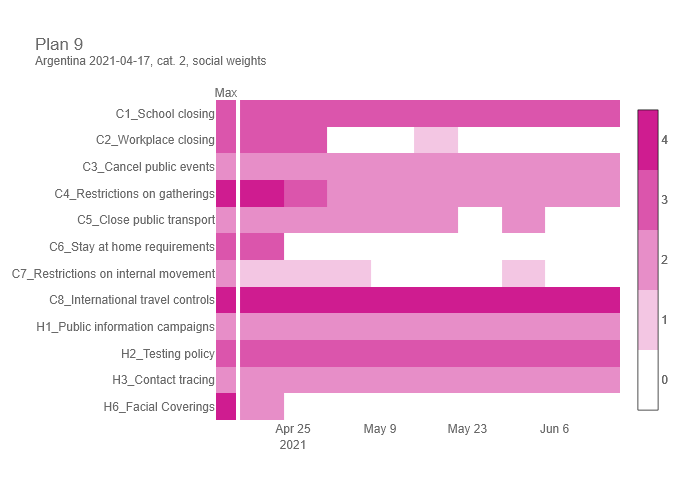 Plan 9
Argentina 2021-04-17, cat. 2, social weights
Max
C1_School closing
C2_Workplace closing
C3_Cancel public events
C4_Restrictions on gatherings
C5_Close public transport
C6_Stay at home requirements
C7_Restrictions on internal movement
C8_International travel controls
H1_Public information campaigns
H2_Testing policy
H3_Contact tracing
H6_Facial Coverings
Apr 25 May 9 May 23 Jun 6
2021
4
3
2
1
0